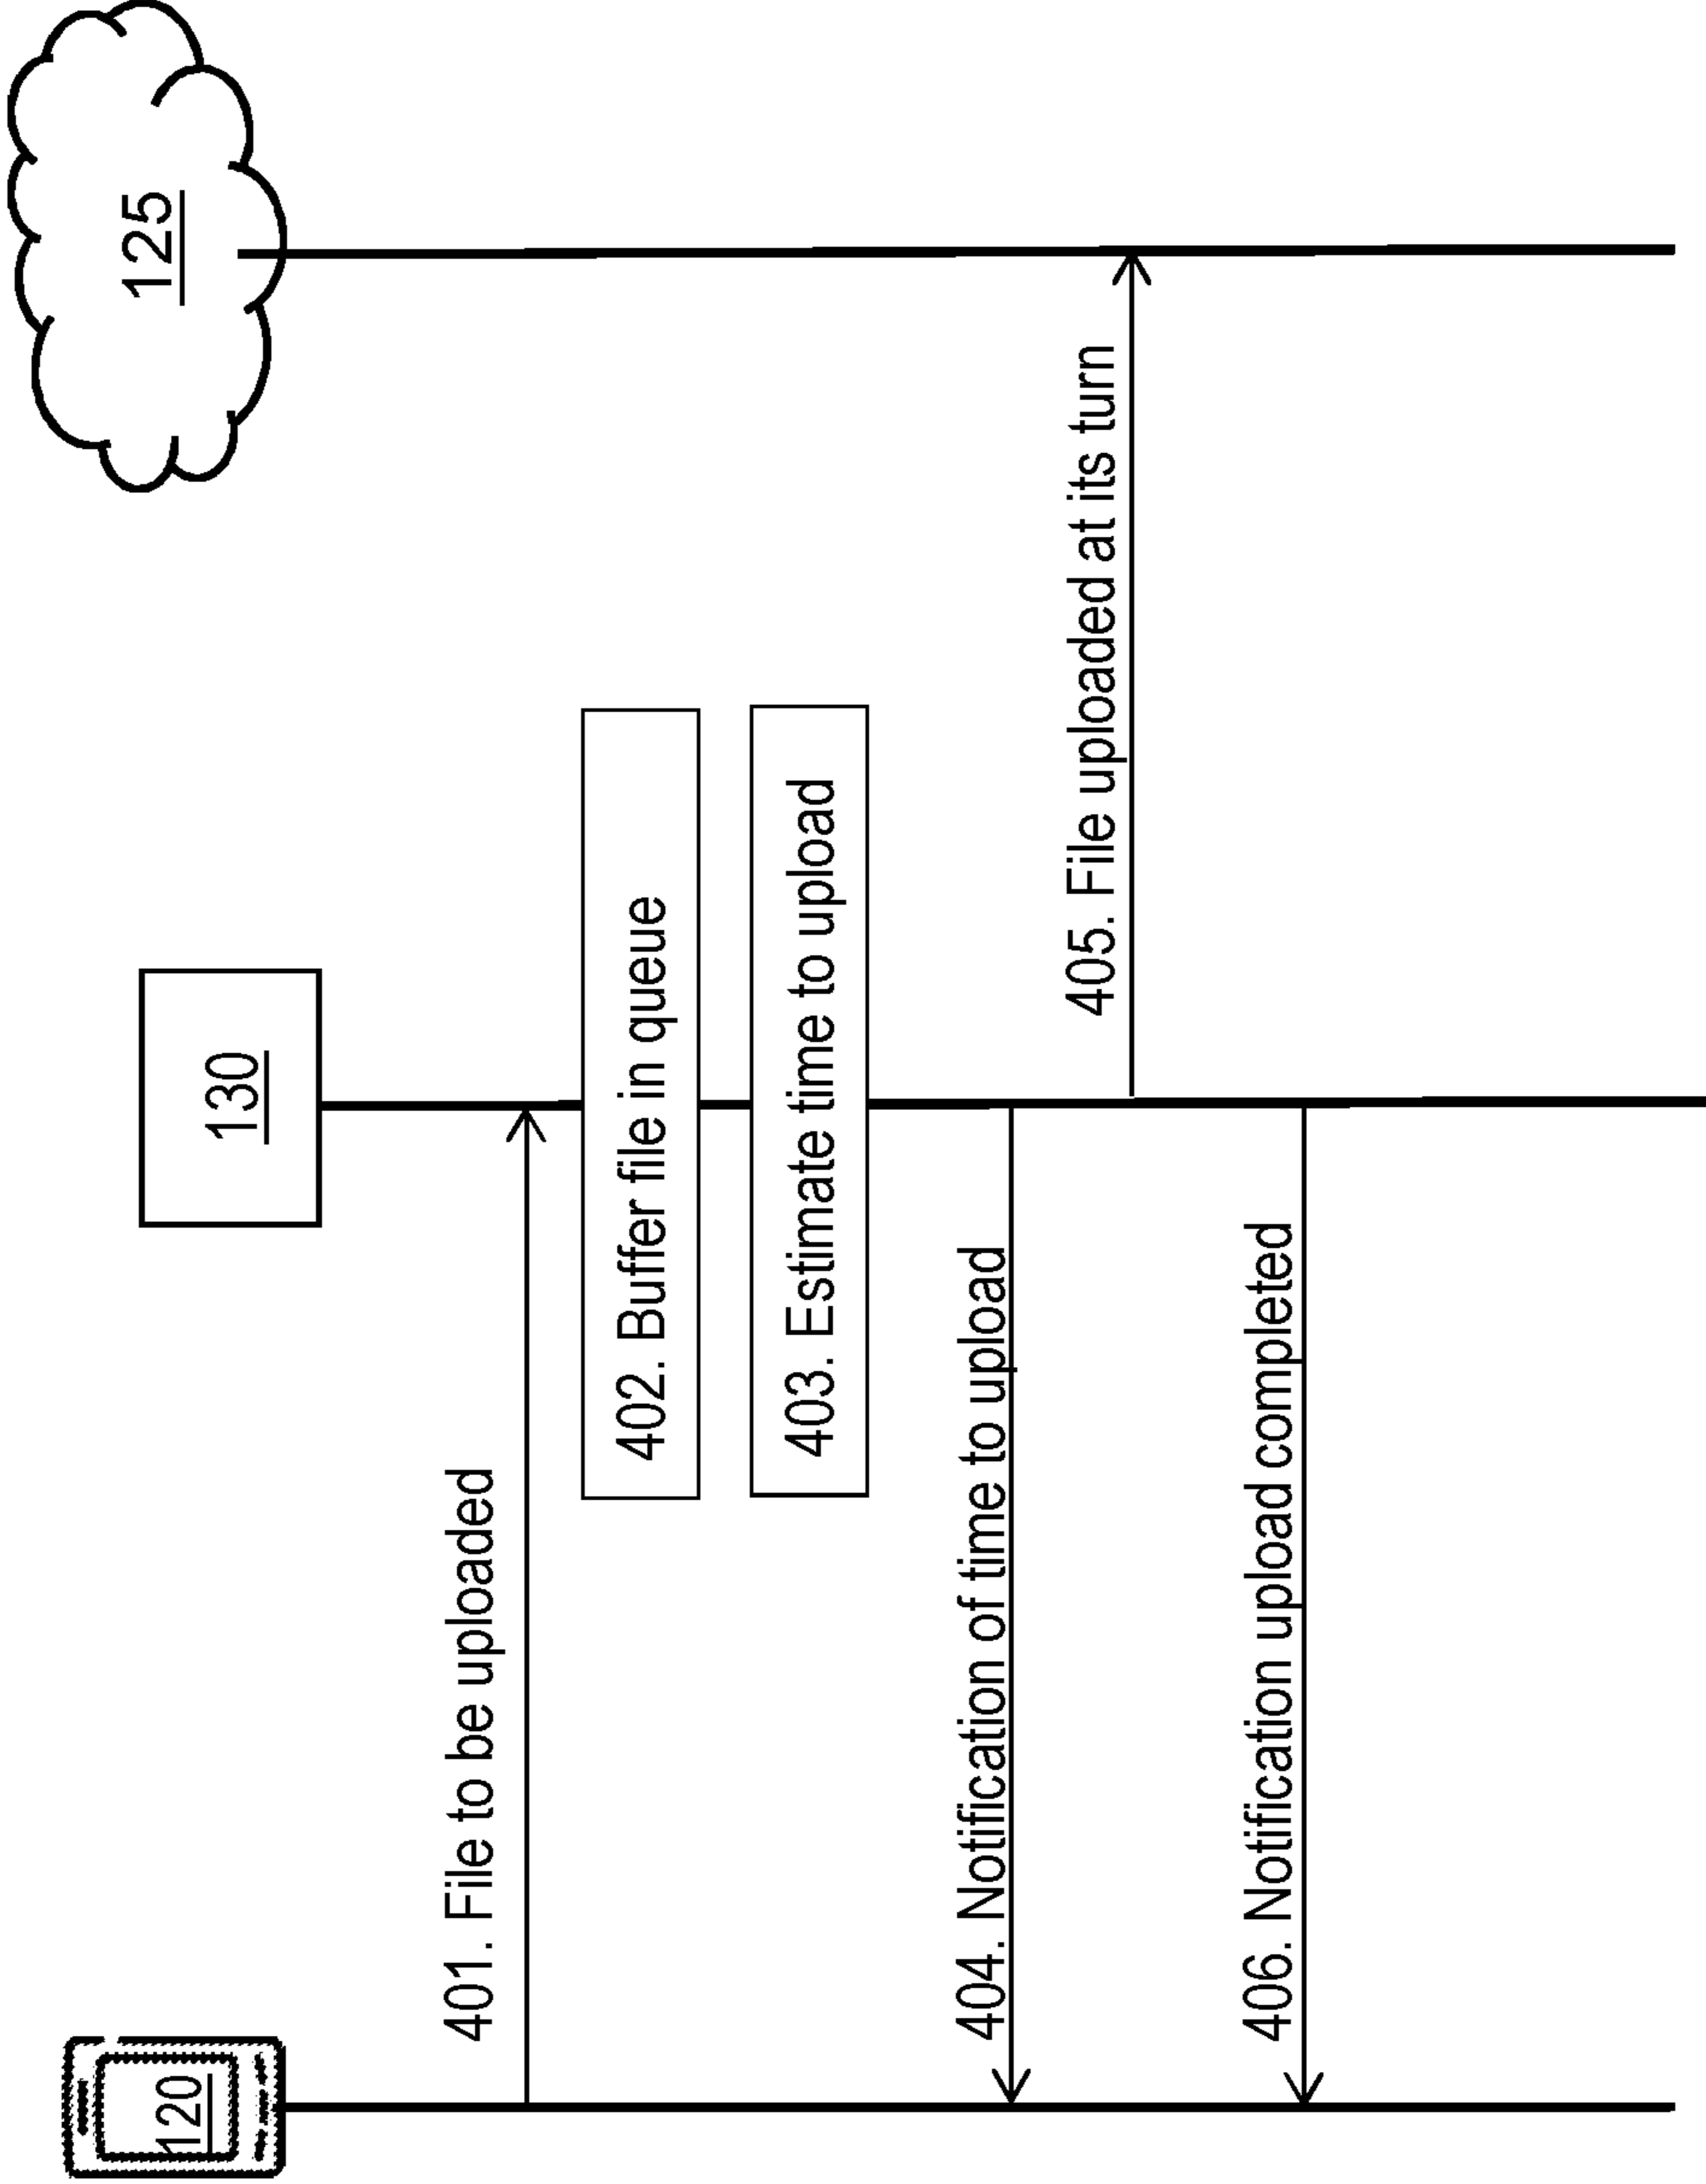 120
130
125
401. File to be uploaded
402. Buffer file in queue
403. Estimate time to upload
404. Notification of time to upload
405. File uploaded at its turn
406. Notification upload completed